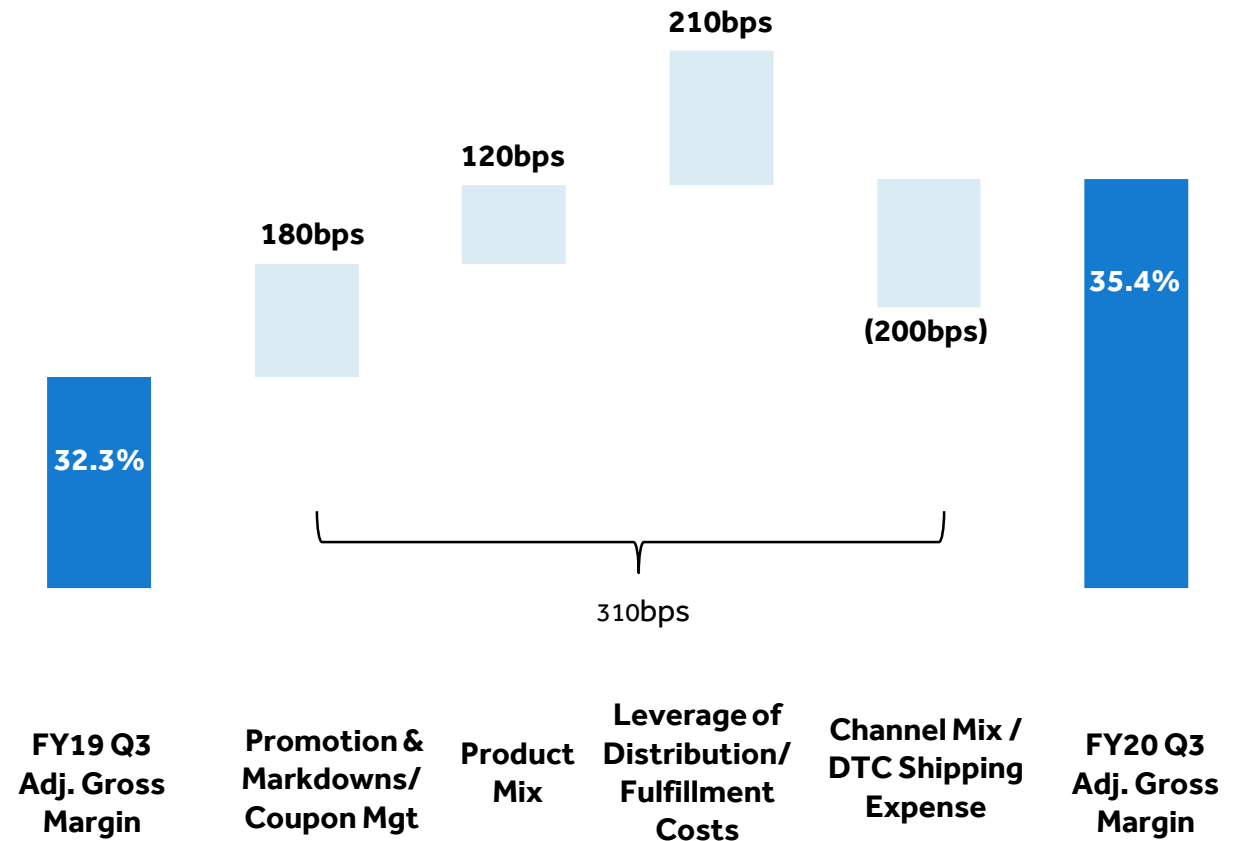 210bps
120bps
180bps
35.4%
(200bps)
32.3%
310bps
FY19 Q3
Adj. Gross
Margin
Promotion &
Markdowns/
Coupon Mgt
Product
Mix
Leverage of
Distribution/
Fulfillment
Costs
Channel Mix /
DTC Shipping
Expense
FY20 Q3
Adj. Gross
Margin